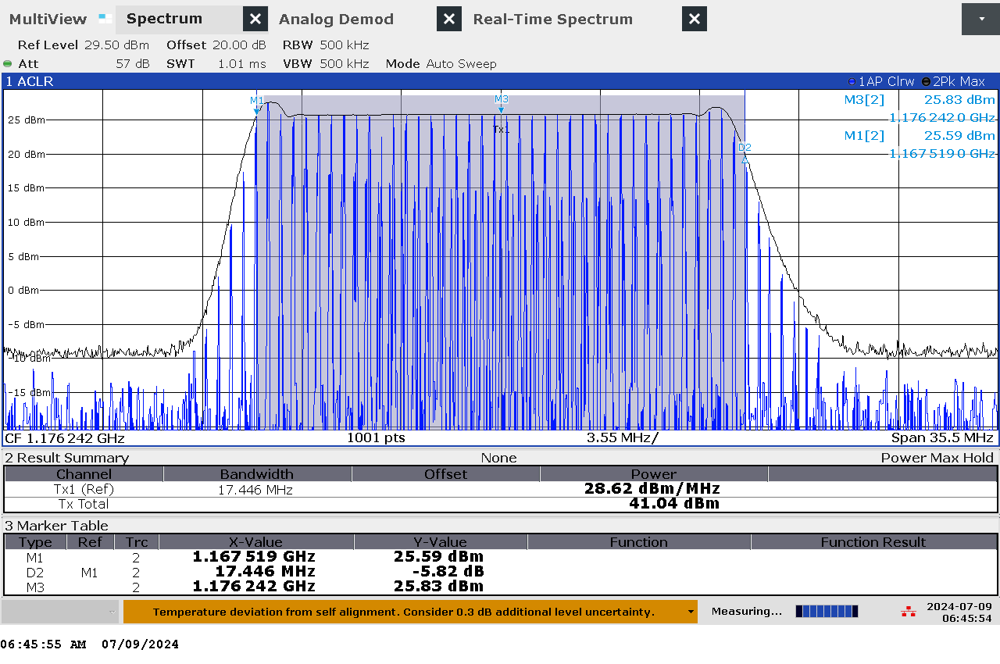 MultiView Spectrum Analog Demod Real-Time Spectrum
Ref Level 29.50 dBm Offset 20.00 dB RBW 500 kHz
Att 57 dB SWT 1.01 ms VBW 500 kHz Mode Auto Sweep
1 ACLR 1AP Clrw 2Pk Max
M1 M3 M3[2] 25.83 dBm
25 dBm 1.176 242 0 GHz
Tx1 M1[2] 25.59 dBm
20 dBm D2 1.167 519 0 GHz
15 dBm
10 dBm
5 dBm
0 dBm
-5 dBm
-10 dBm
-15 dBm
CF 1.176 242 GHz 1001 pts 3.55 MHz/ Span 35.5 MHz
2 Result Summary None Power Max Hold
Channel Bandwidth Offset Power
Tx1 (Ref) 17.446 MHz 28.62 dBm/MHz
Tx Total 41.04 dBm
3 Marker Table
Type Ref Trc X-Value Y-Value Function Function Result
M1 2 1.167 519 GHz 25.59 dBm
D2 M1 2 17.446 MHz -5.82 dB
M3 2 1.176 242 GHz 25.83 dBm
Temperature deviation from self alignment. Consider 0.3 dB additional level uncertainty. Measuring... 2024-07-09
06:45:54
06:45:55 AM 07/09/2024